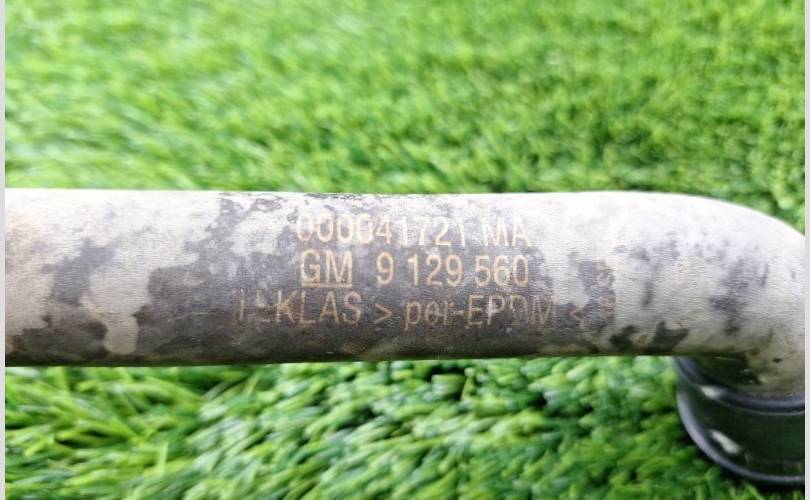 000041721 MA
GM 9 129 560
> per-EPDM <